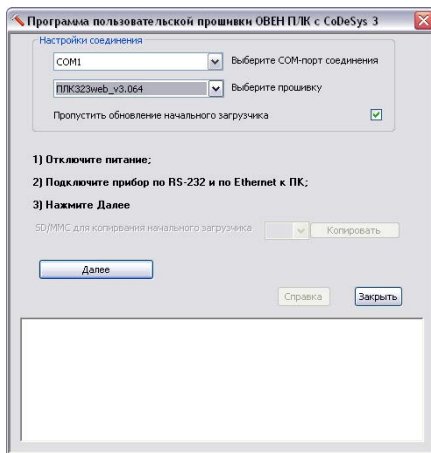 Программа пользовательской прошивки ОВЕН ПЛК с CoDeSys 3
Настройки соединения
COM1 Выберите COM-порт соединения
ПЛК323web_v3.064 Выберите прошивку
Пропустить обновление начального загрузчика
1) Отключите питание;
2) Подключите прибор по RS-232 и по Ethernet к ПК;
3) Нажмите Далее
SD/MMC для копирвания начального загрузчика Копировать
Далее
Справка Закрыть